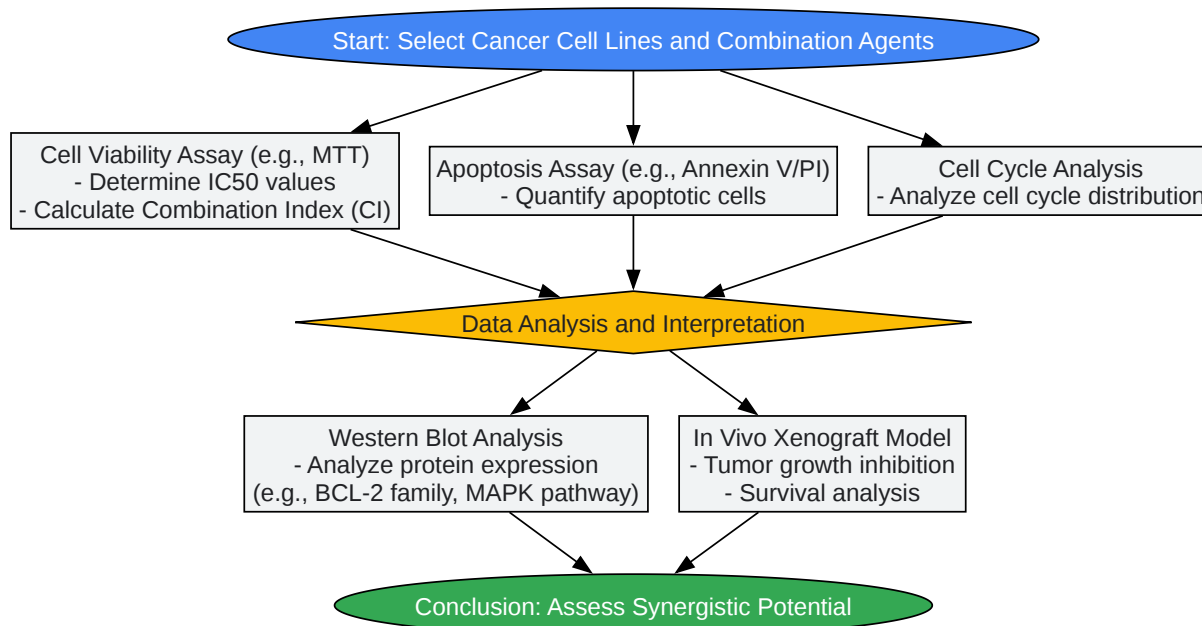 Start: Select Cancer Cell Lines and Combination Agents
Cell Viability Assay (e.g., MTT)
- Determine IC50 values
- Calculate Combination Index (CI)
Apoptosis Assay (e.g., Annexin V/PI)
- Quantify apoptotic cells
Cell Cycle Analysis
- Analyze cell cycle distribution
Data Analysis and Interpretation
Western Blot Analysis
- Analyze protein expression
(e.g., BCL-2 family, MAPK pathway)
In Vivo Xenograft Model
- Tumor growth inhibition
- Survival analysis
Conclusion: Assess Synergistic Potential